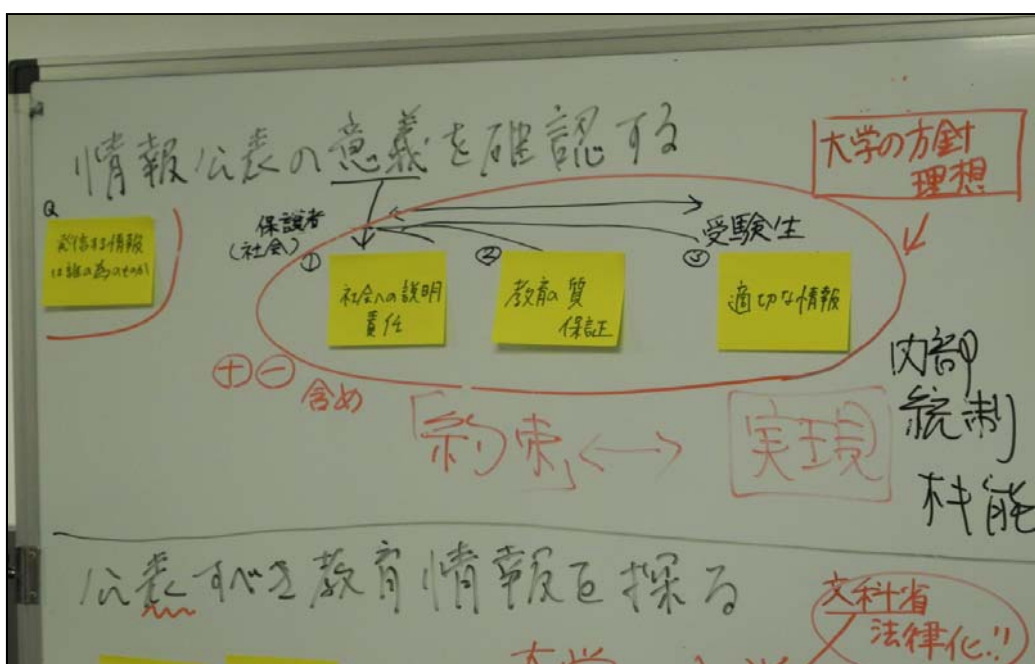 情報公表の意義を確認する
大学の方針
理想
Q
発信する情報
は誰の為のものか
保護者
(社会)
①
社会への説明
責任
②
教育の質
保証
受験生
③
適切な情報
⊕⊖
含め
「約束」↔実現
内部
統制
機能
公表すべき教育情報を探る
文科省
法律化!!
大学